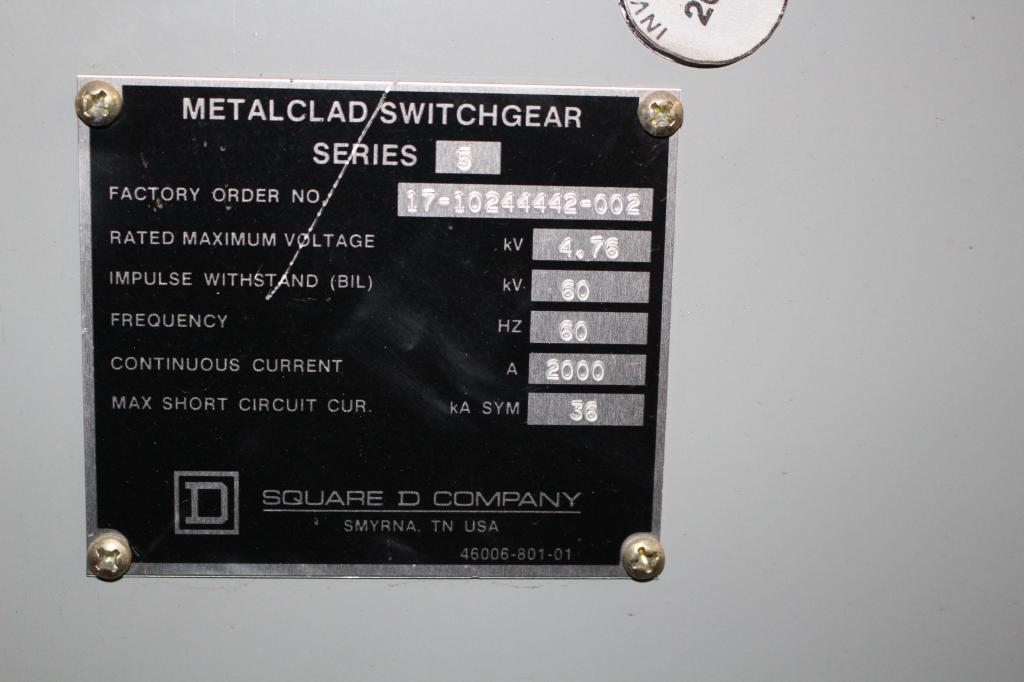 INV
METALCLAD SWITCHGEAR
SERIES 5
FACTORY ORDER NO. 17-10244442-002
RATED MAXIMUM VOLTAGE kV 4.76
IMPULSE WITHSTAND (BIL) kV 60
FREQUENCY HZ 60
CONTINUOUS CURRENT A 2000
MAX SHORT CIRCUIT CUR. kA SYM 36
D SQUARE D COMPANY
SMYRNA, TN USA
46006-801-01